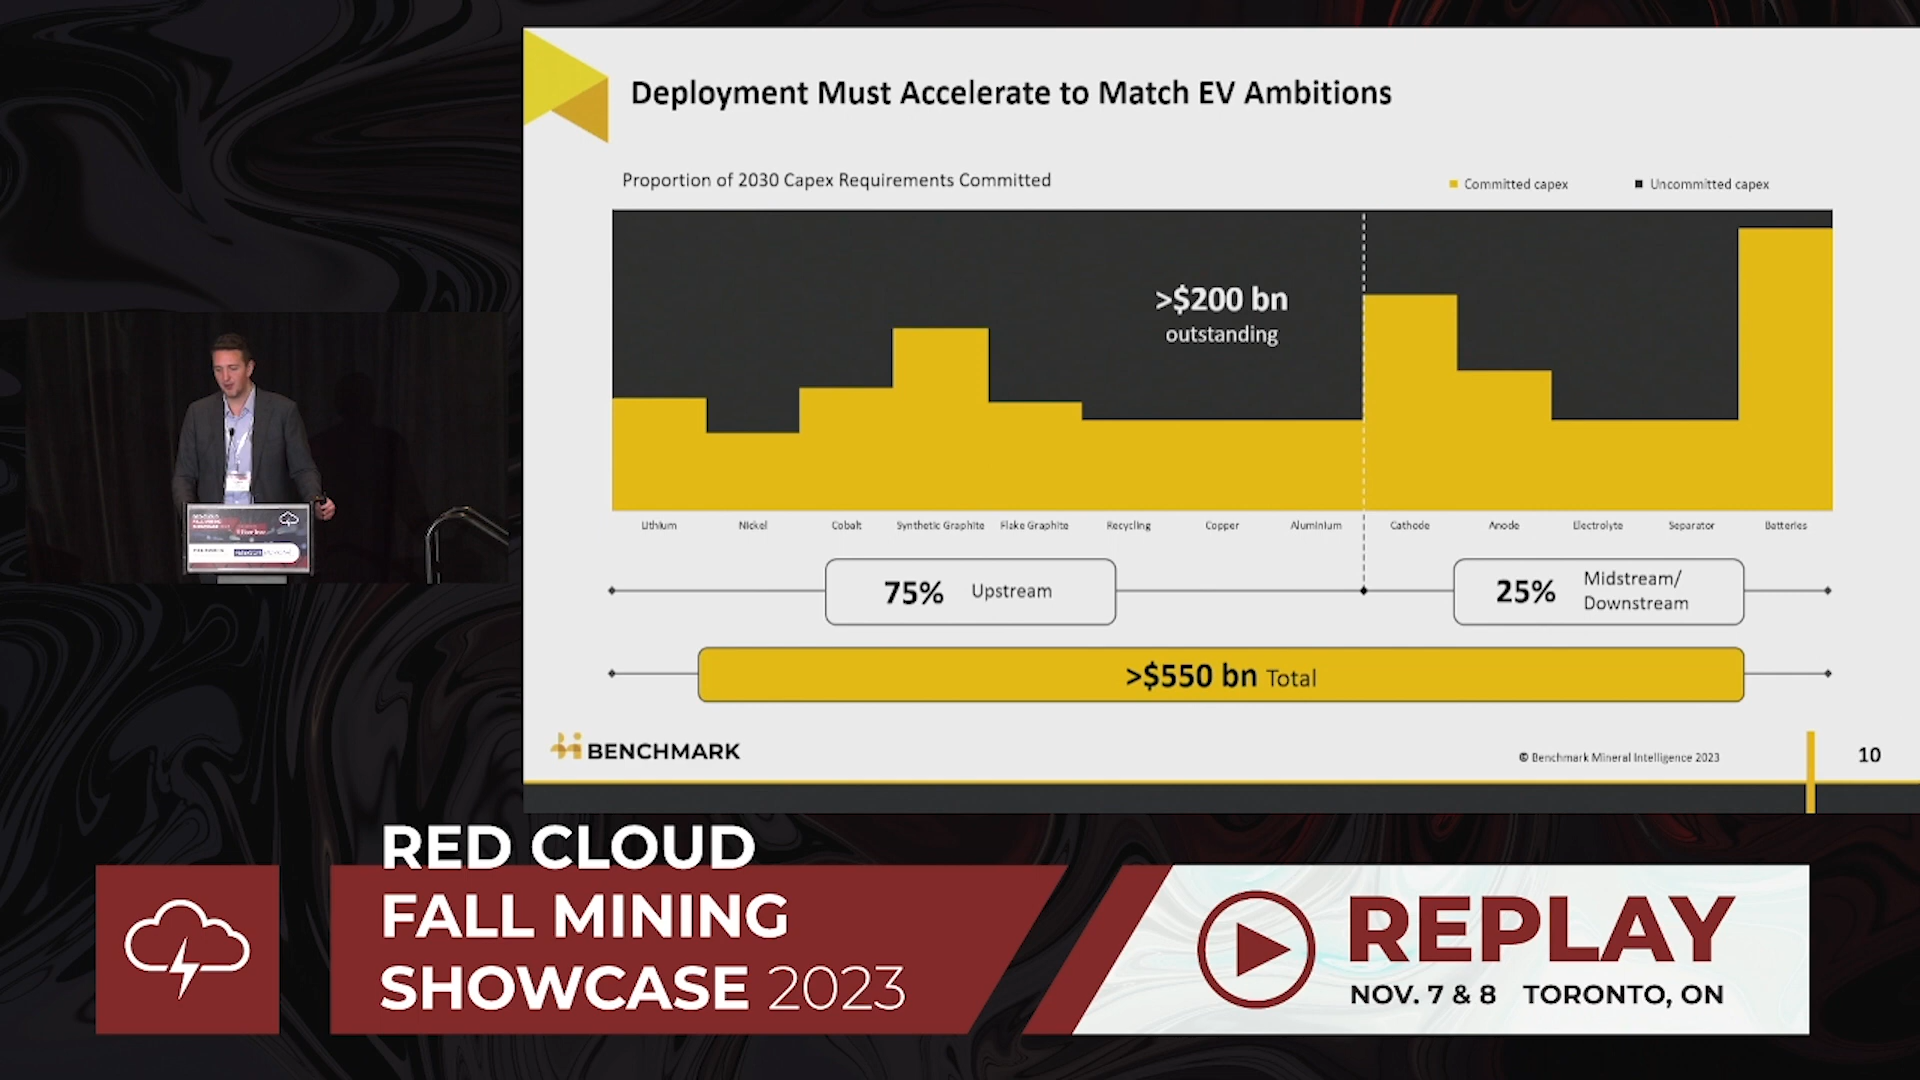 Deployment Must Accelerate to Match EV Ambitions
Proportion of 2030 Capex Requirements Committed
Committed capex
Uncommitted capex
>$200 bn
outstanding
Lithium
Nickel
Cobalt
Synthetic Graphite
Flake Graphite
Recycling
Copper
Aluminium
Cathode
Anode
Electrolyte
Separator
Batteries
75% Upstream
25% Midstream/
Downstream
>$550 bn Total
BENCHMARK
© Benchmark Mineral Intelligence 2023
10
RED CLOUD
FALL MINING
SHOWCASE 2023
REPLAY
NOV. 7 & 8 TORONTO, ON